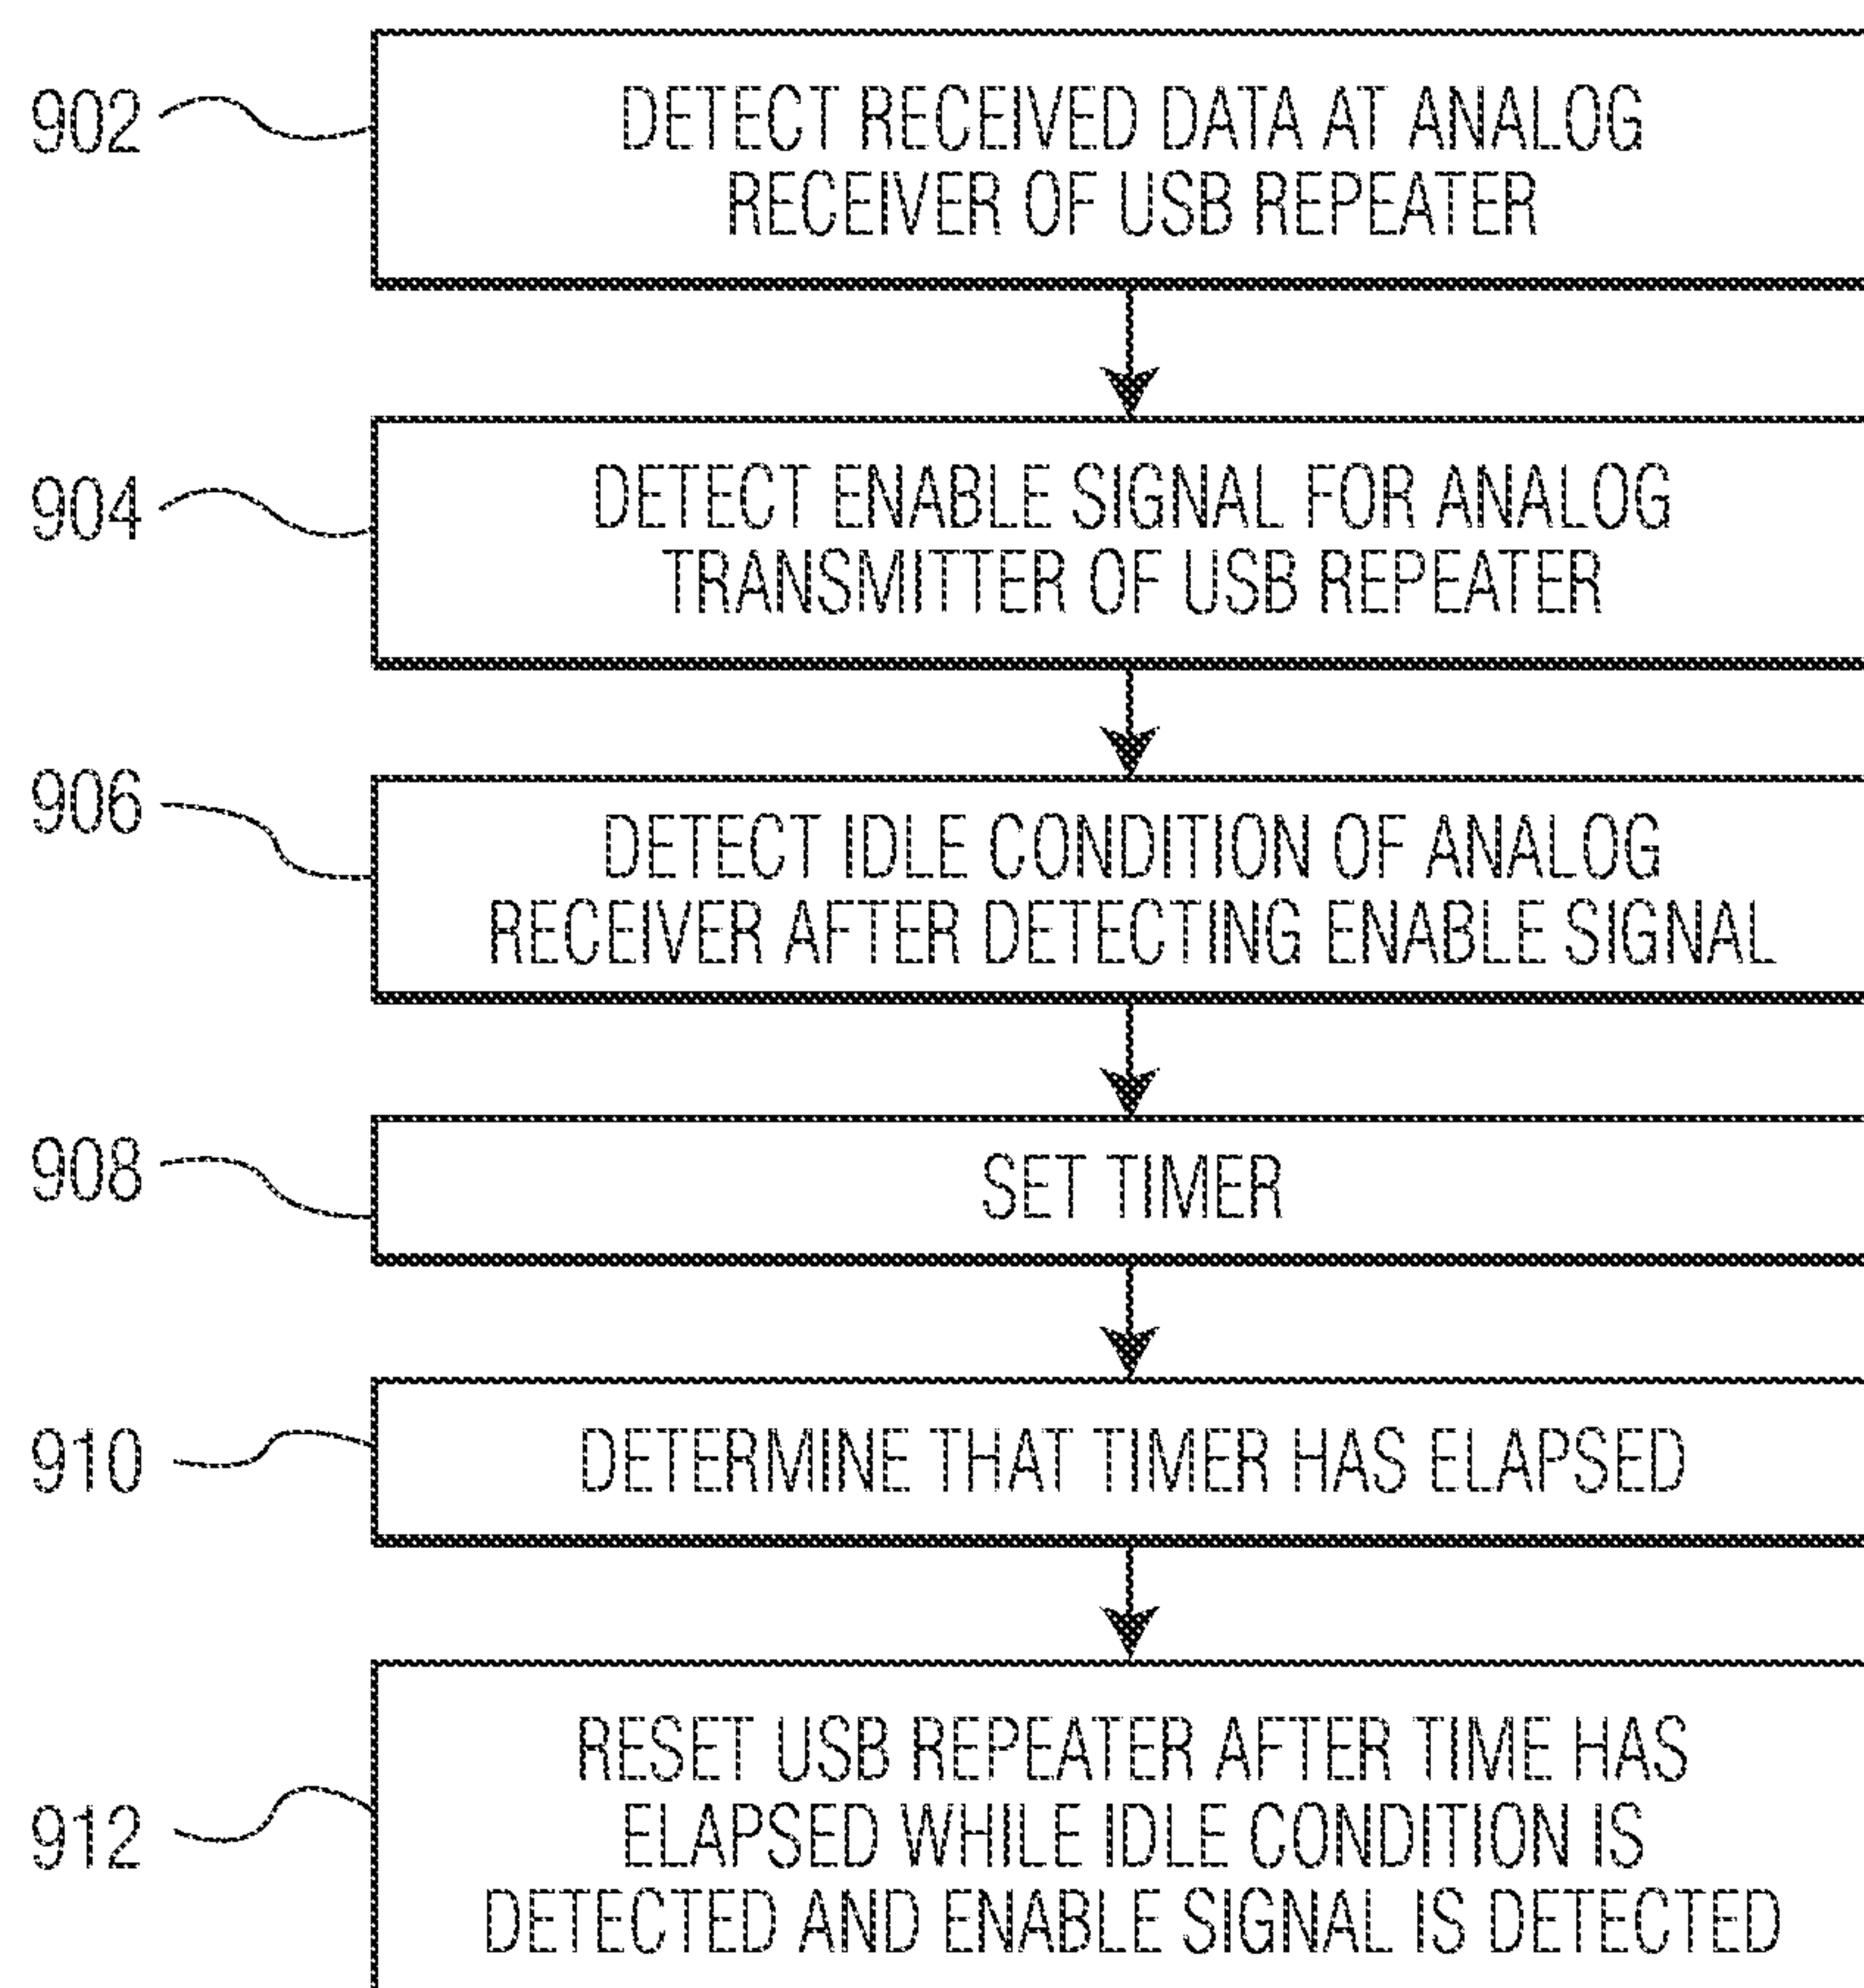 902
DETECT RECEIVED DATA AT ANALOG
RECEIVER OF USB REPEATER
904
DETECT ENABLE SIGNAL FOR ANALOG
TRANSMITTER OF USB REPEATER
906
DETECT IDLE CONDITION OF ANALOG
RECEIVER AFTER DETECTING ENABLE SIGNAL
908
SET TIMER
910
DETERMINE THAT TIMER HAS ELAPSED
912
RESET USB REPEATER AFTER TIME HAS
ELAPSED WHILE IDLE CONDITION IS
DETECTED AND ENABLE SIGNAL IS DETECTED